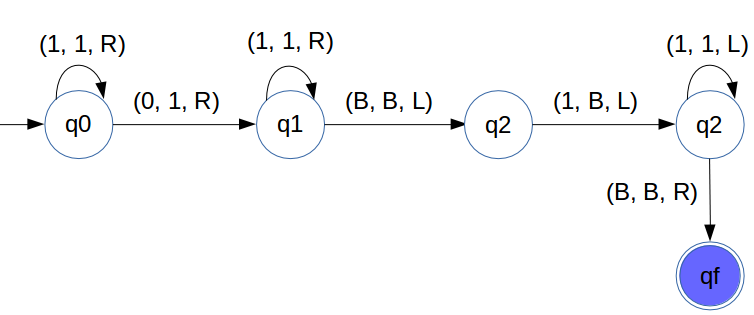 (1, 1, R)
(1, 1, R)
(1, 1, L)
(0, 1, R)
(B, B, L)
(1, B, L)
q0
q1
q2
q2
(B, B, R)
qf